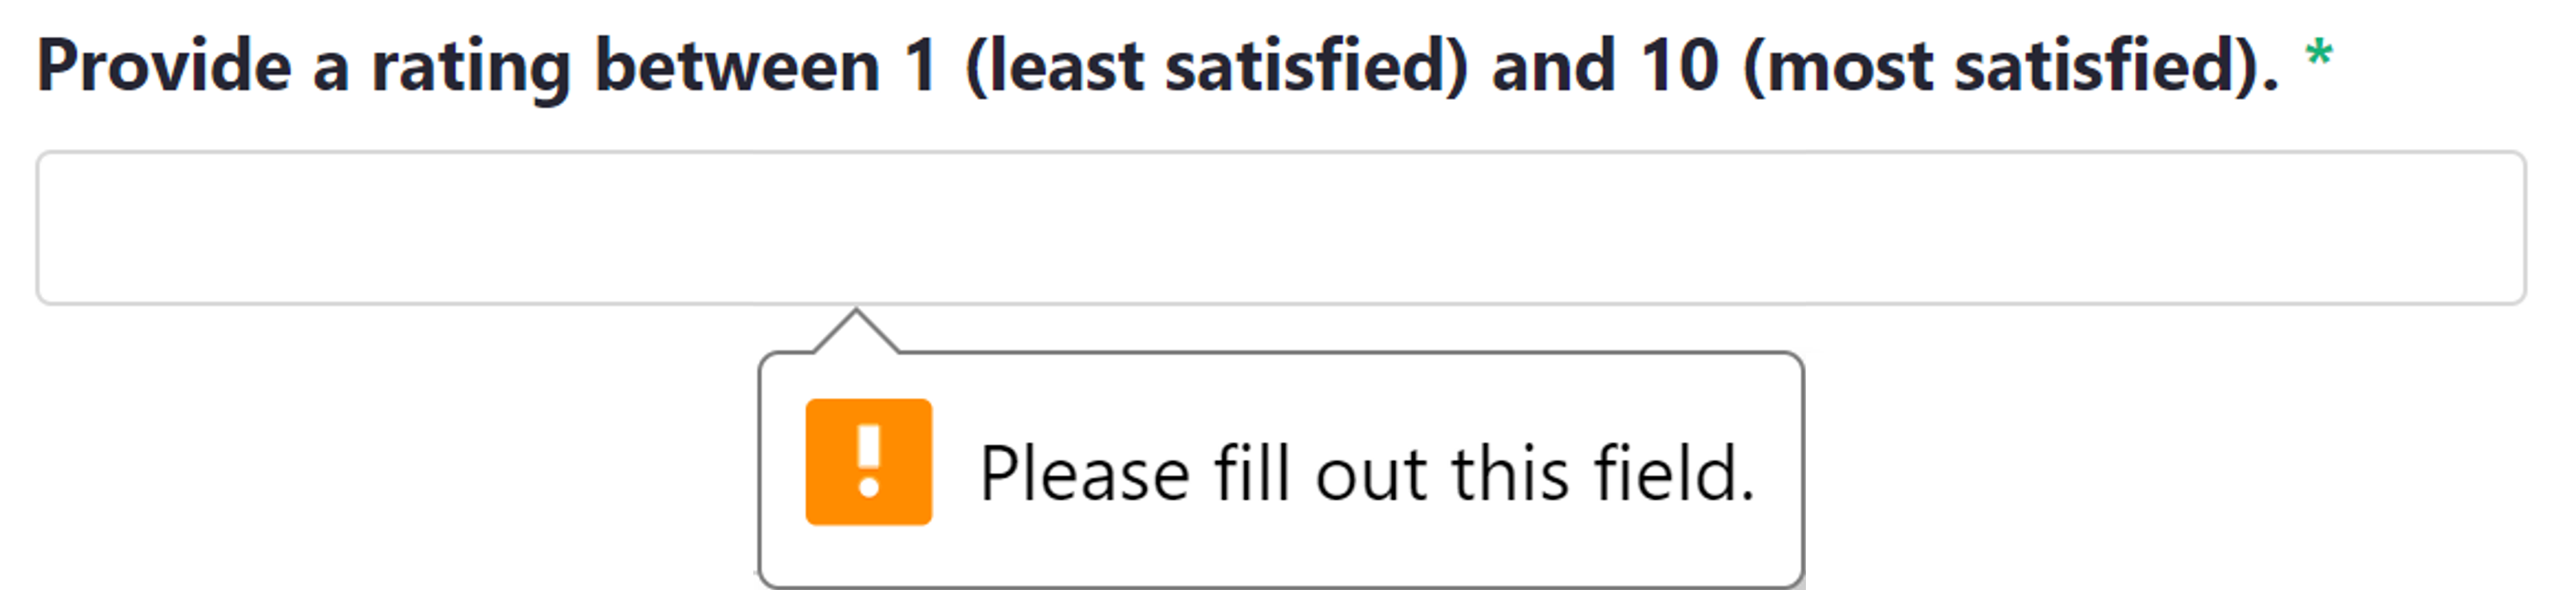 Provide a rating between 1 (least satisfied) and 10 (most satisfied). *
Please fill out this field.